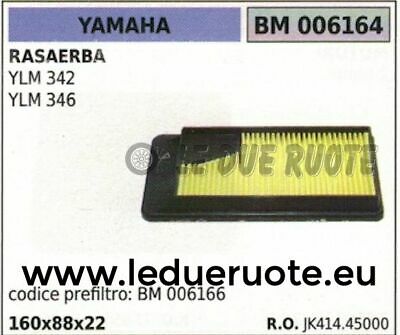 YAMAHA
BM 006164
RASAERBA
YLM 342
YLM 346
LE DUE RUOTE
www.ledueruote.eu
codice prefiltro: BM 006166
160x88x22
R.O. JK414.45000